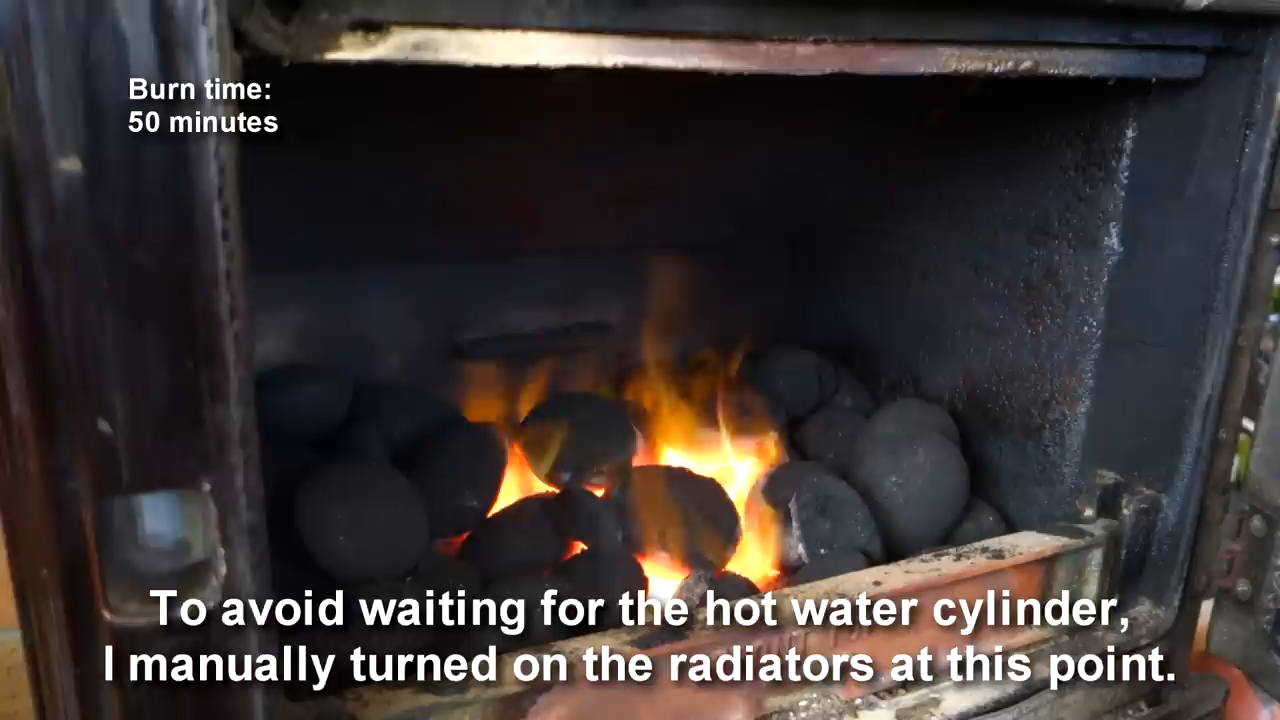 Burn time:
50 minutes
To avoid waiting for the hot water cylinder,
I manually turned on the radiators at this point.